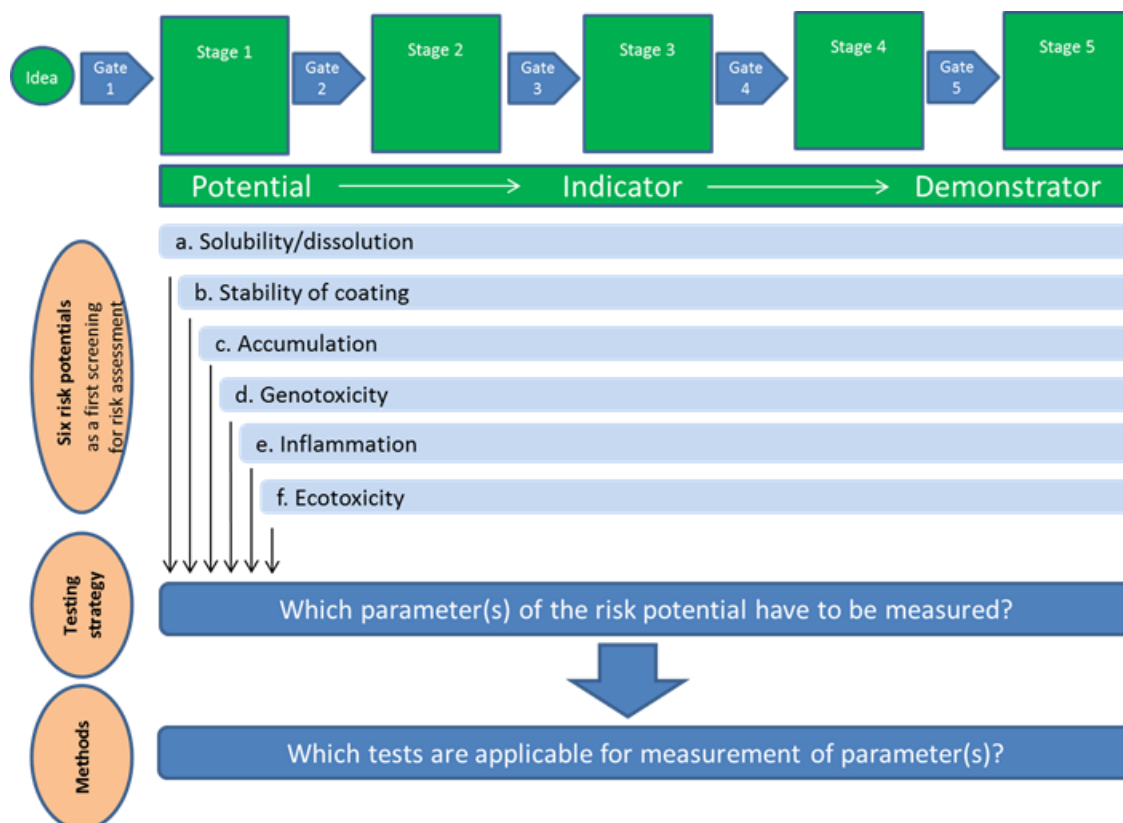 Idea
Gate
1
Stage 1
Gate
2
Stage 2
Gate
3
Stage 3
Gate
4
Stage 4
Gate
5
Stage 5
Potential
Indicator
Demonstrator
Six risk potentials
as a first screening
for risk assessment
a. Solubility/dissolution
b. Stability of coating
c. Accumulation
d. Genotoxicity
e. Inflammation
f. Ecotoxicity
Testing
strategy
Which parameter(s) of the risk potential have to be measured?
Methods
Which tests are applicable for measurement of parameter(s)?